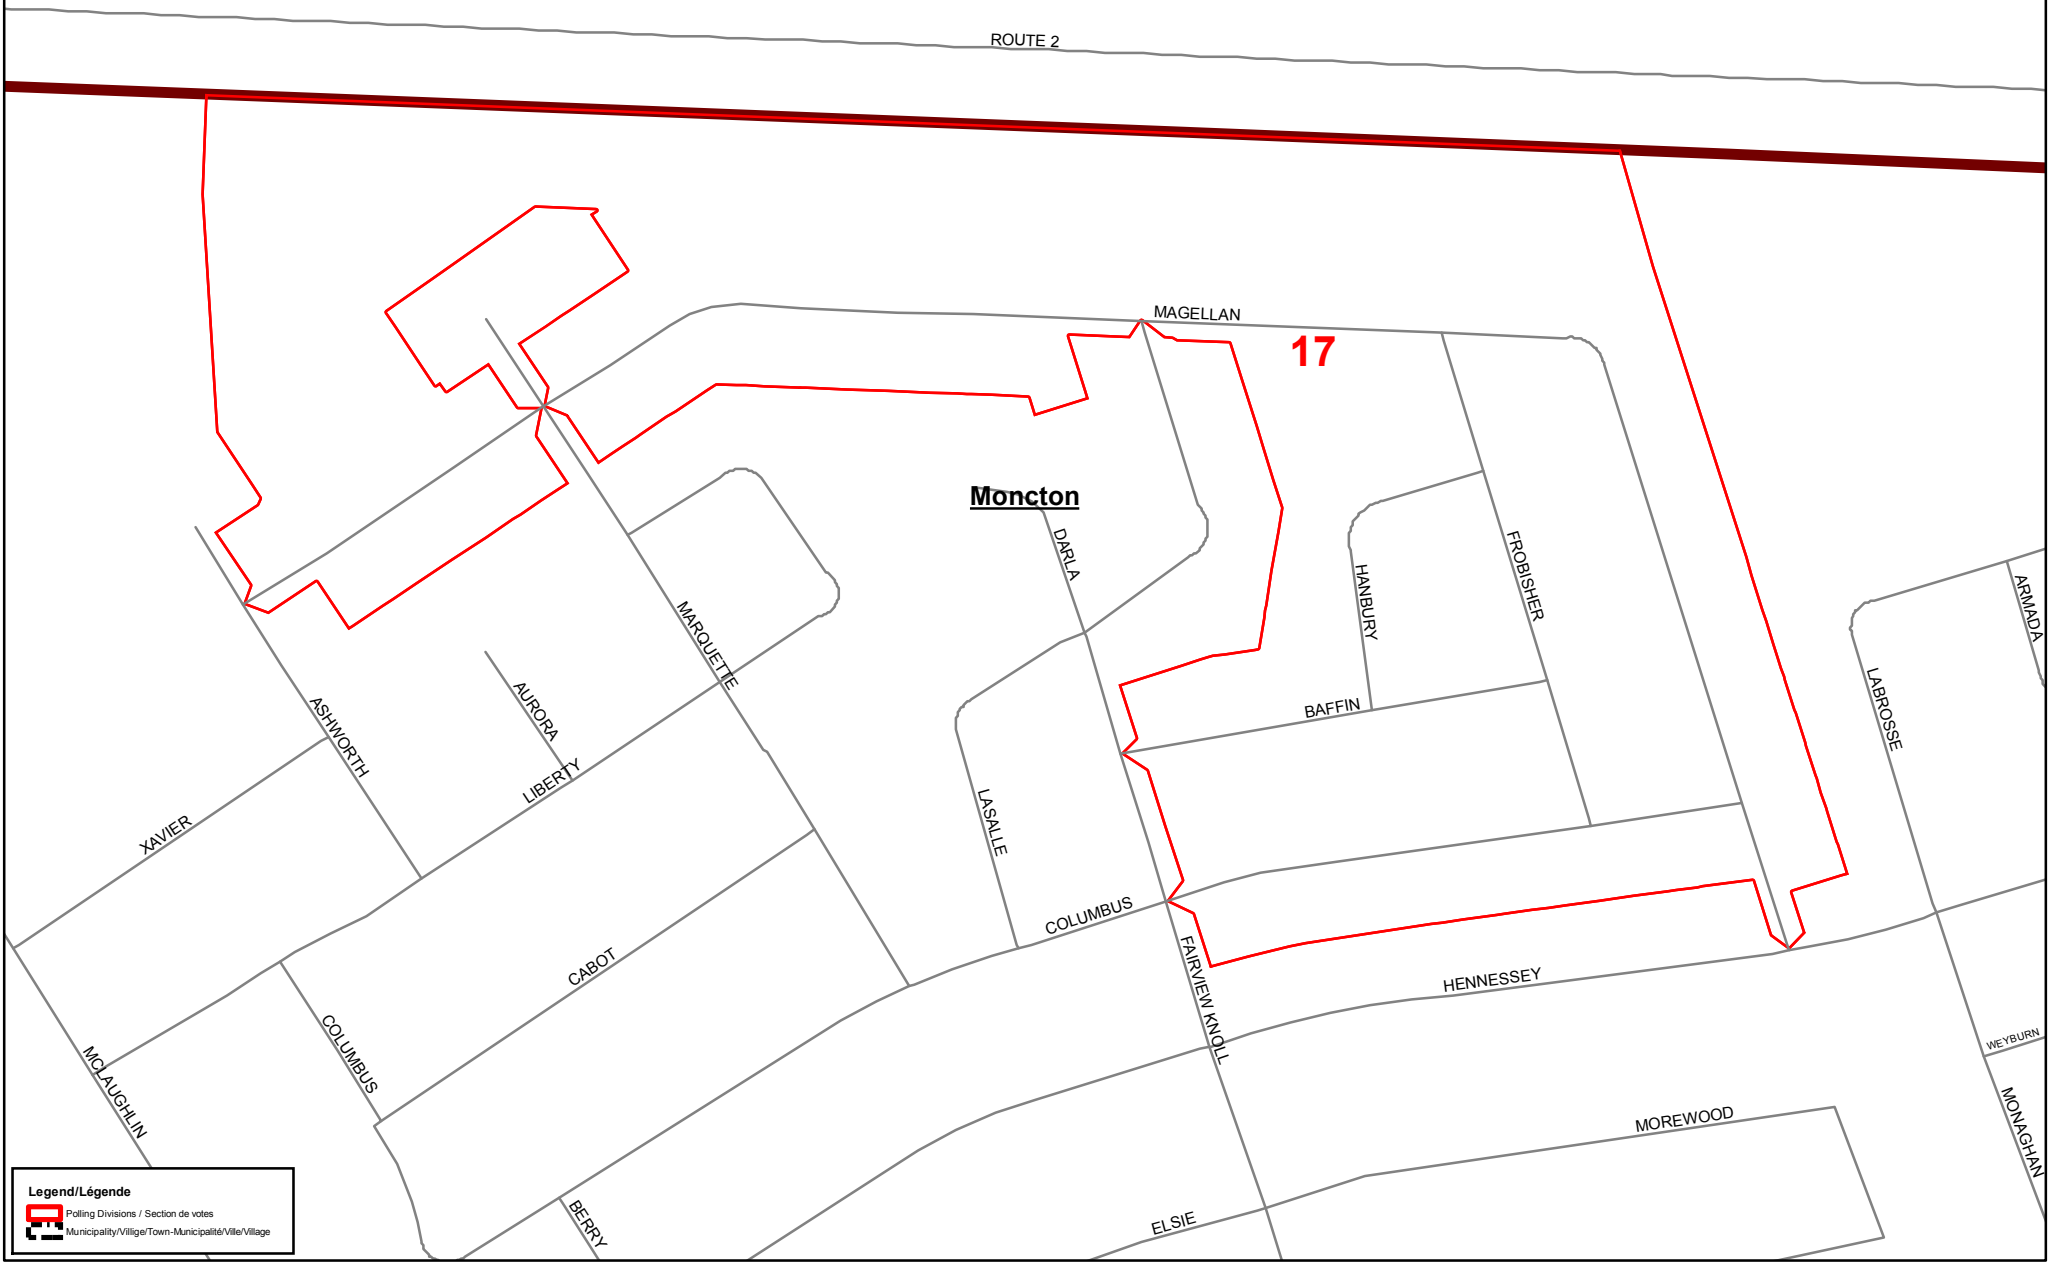 ROUTE 2
MAGELLAN
17
Moncton
DARLA
HANBURY
FROBISHER
ARMADA
MARQUETTE
LABROSSE
AURORA
ASHWORTH
BAFFIN
LIBERTY
XAVIER
LASALLE
COLUMBUS
CABOT
FAIRVIEW KNOLL
HENNESSEY
COLUMBUS
MCLAUGHLIN
WEYBURN
MONAGHAN
MOREWOOD
BERRY
ELSIE
Legend/Légende
Polling Divisions / Section de votes
Municipality/Villige/Town-Municipalité/Ville/Village